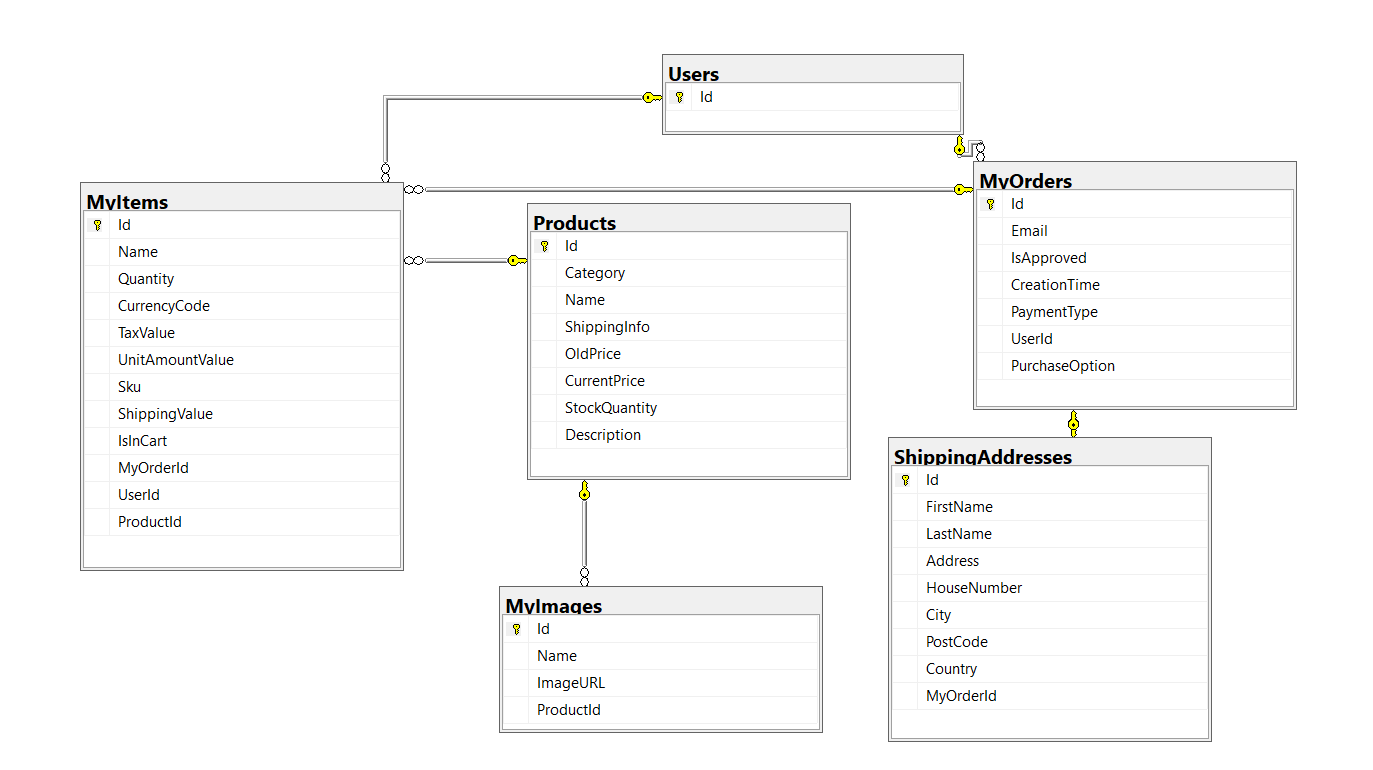 Users
Id
MyItems
Id
Name
Quantity
CurrencyCode
TaxValue
UnitAmountValue
Sku
ShippingValue
IsInCart
MyOrderId
UserId
ProductId
Products
Id
Category
Name
ShippingInfo
OldPrice
CurrentPrice
StockQuantity
Description
MyOrders
Id
Email
IsApproved
CreationTime
PaymentType
UserId
PurchaseOption
MyImages
Id
Name
ImageURL
ProductId
ShippingAddresses
Id
FirstName
LastName
Address
HouseNumber
City
PostCode
Country
MyOrderId